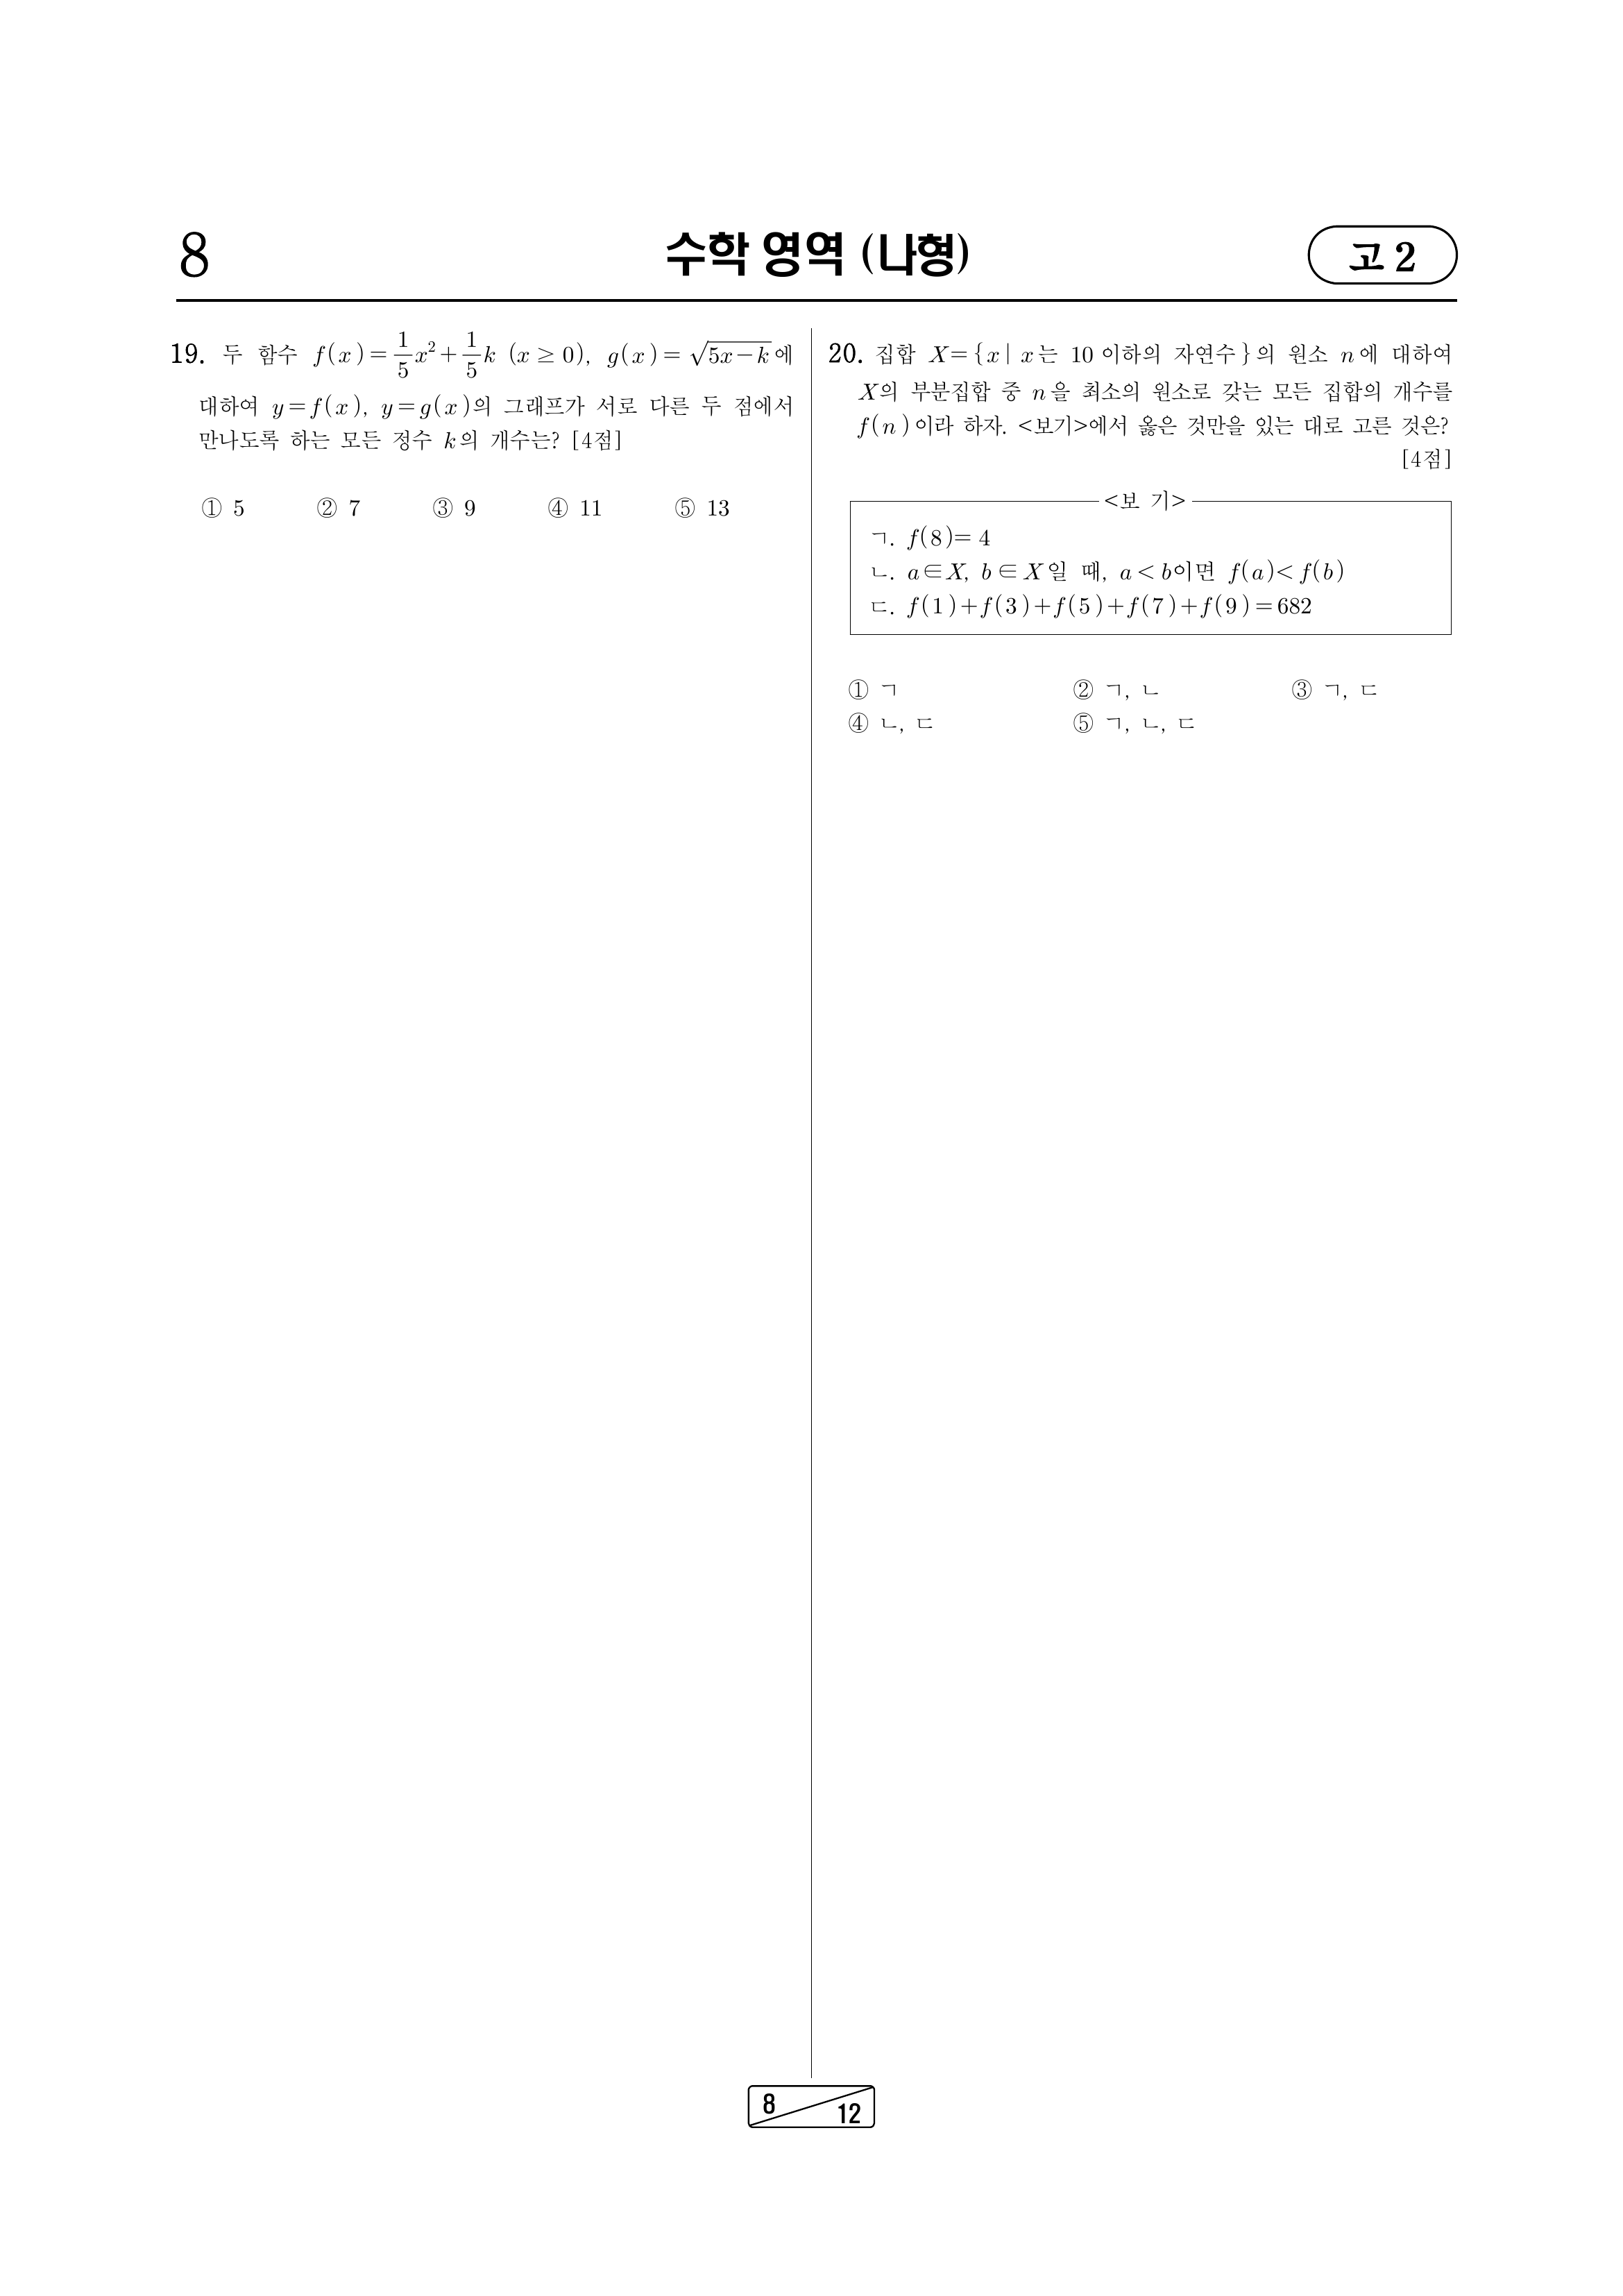 8
수학 영역 (나형)
고 2
19. 두 함수 f(x)=\frac{1}{5}x^2+\frac{1}{5}k (x ≥ 0), g(x)=\sqrt{5x-k}에
대하여 y=f(x), y=g(x)의 그래프가 서로 다른 두 점에서
만나도록 하는 모든 정수 k의 개수는? [4점]
① 5 ② 7 ③ 9 ④ 11 ⑤ 13
20. 집합 X={x | x는 10 이하의 자연수}의 원소 n에 대하여
X의 부분집합 중 n을 최소의 원소로 갖는 모든 집합의 개수를
f(n)이라 하자. <보기>에서 옳은 것만을 있는 대로 고른 것은?
[4점]
<보 기>
ㄱ. f(8)=4
ㄴ. a∈X, b∈X일 때, a<b이면 f(a)<f(b)
ㄷ. f(1)+f(3)+f(5)+f(7)+f(9)=682
① ㄱ ② ㄱ, ㄴ ③ ㄱ, ㄷ
④ ㄴ, ㄷ ⑤ ㄱ, ㄴ, ㄷ
8
12